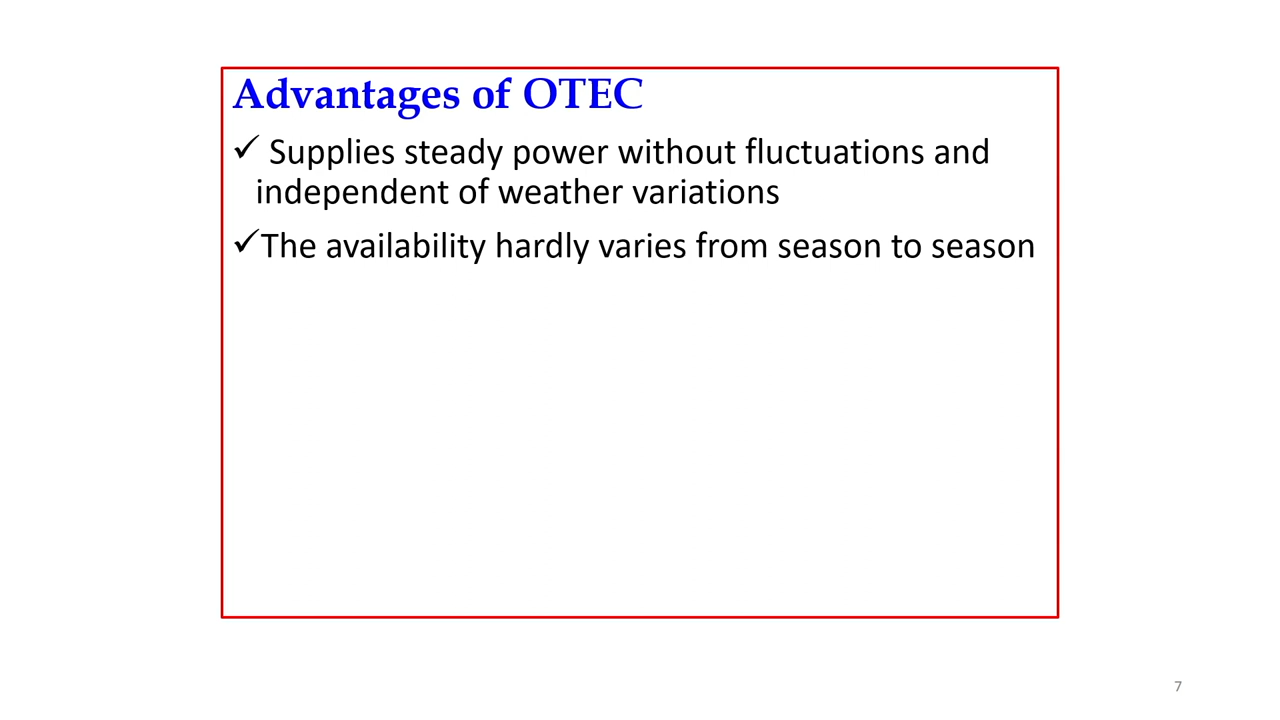 Advantages of OTEC
✓ Supplies steady power without fluctuations and
independent of weather variations
✓The availability hardly varies from season to season
7